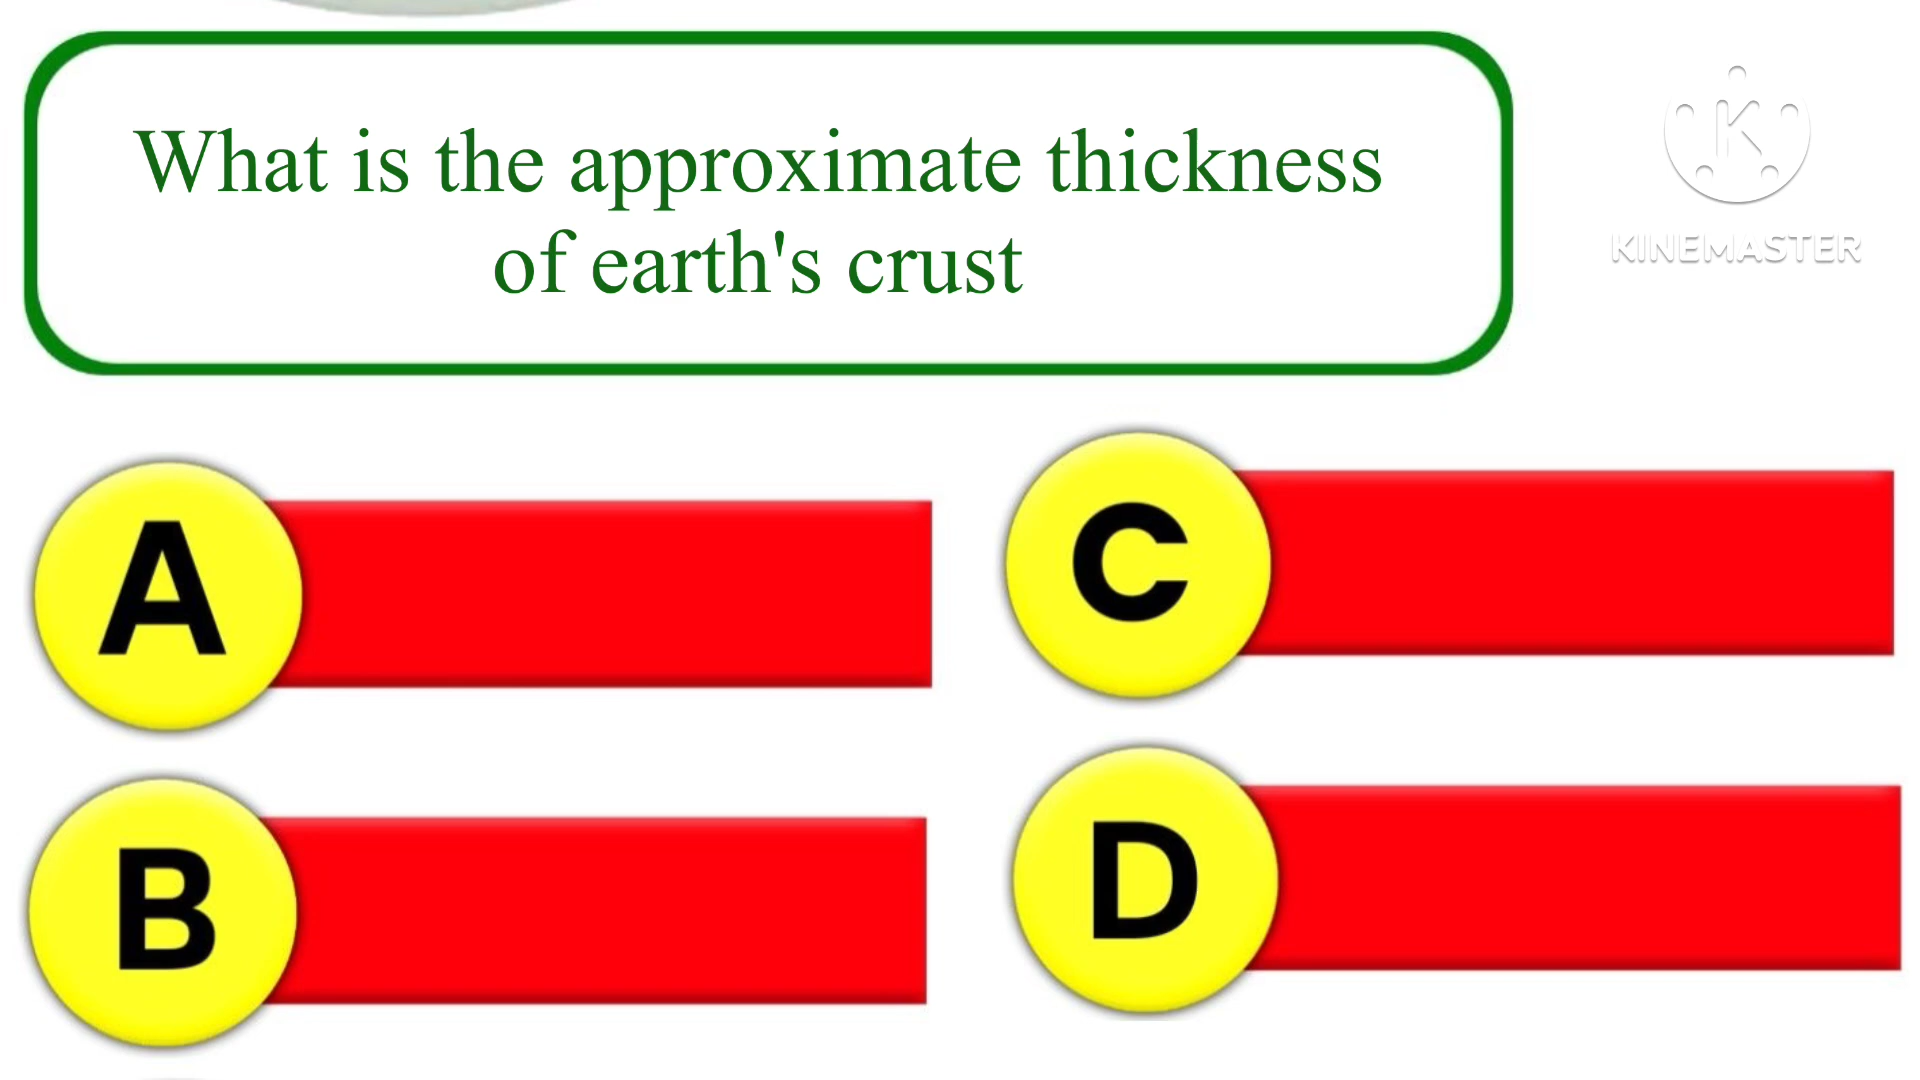 What is the approximate thickness
of earth's crust
K
KINEMASTER
A
C
B
D